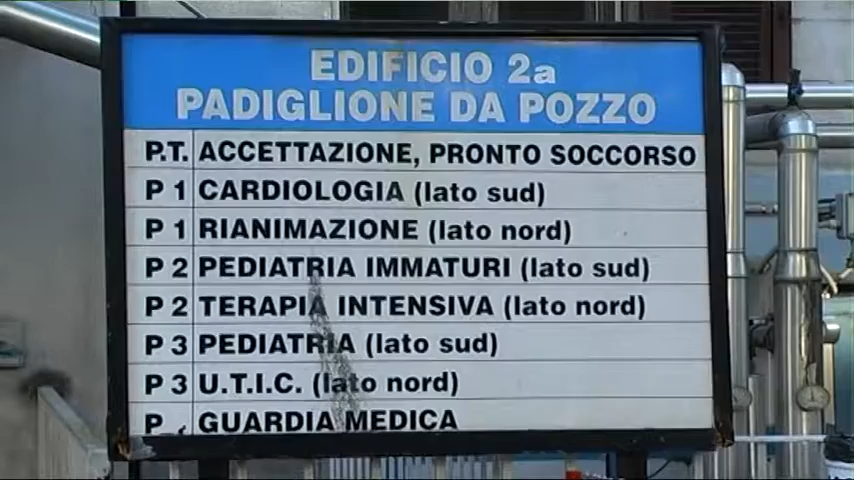 EDIFICIO 2a
PADIGLIONE DA POZZO
P.T. ACCETTAZIONE, PRONTO SOCCORSO
P 1 CARDIOLOGIA (lato sud)
P 1 RIANIMAZIONE (lato nord)
P 2 PEDIATRIA IMMATURI (lato sud)
P 2 TERAPIA INTENSIVA (lato nord)
P 3 PEDIATRIA (lato sud)
P 3 U.T.I.C. (lato nord)
P GUARDIA MEDICA